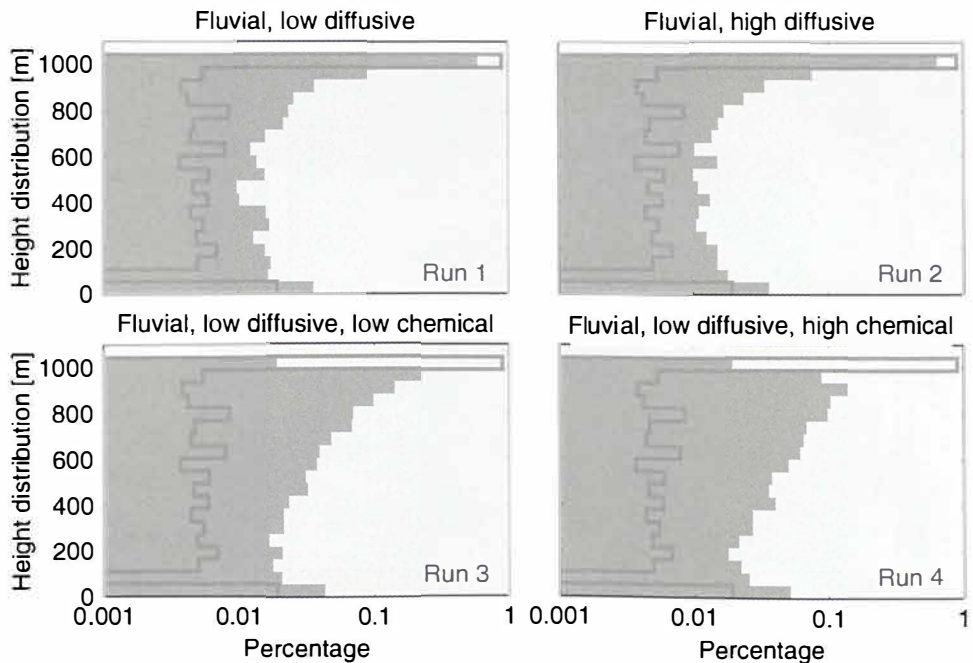 Fluvial, low diffusive
Fluvial, high diffusive
Height distribution [m]
1000
800
600
400
200
0
Run 1
Run 2
Fluvial, low diffusive, low chemical
Fluvial, low diffusive, high chemical
Height distribution [m]
1000
800
600
400
200
0
Run 3
Run 4
0.001 0.01 0.1 1
0.001 0.01 0.1 1
Percentage
Percentage